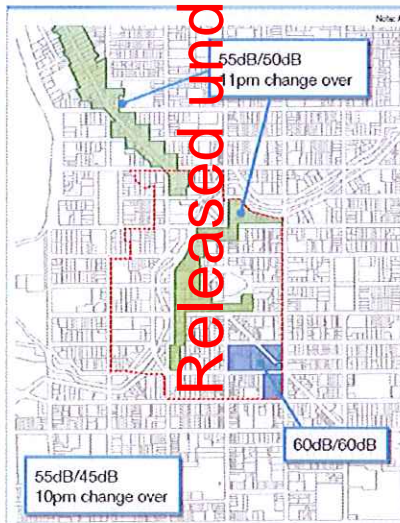 Note:
55dB/50dB
11pm change over
Released und
60dB/60dB
55dB/45dB
10pm change over